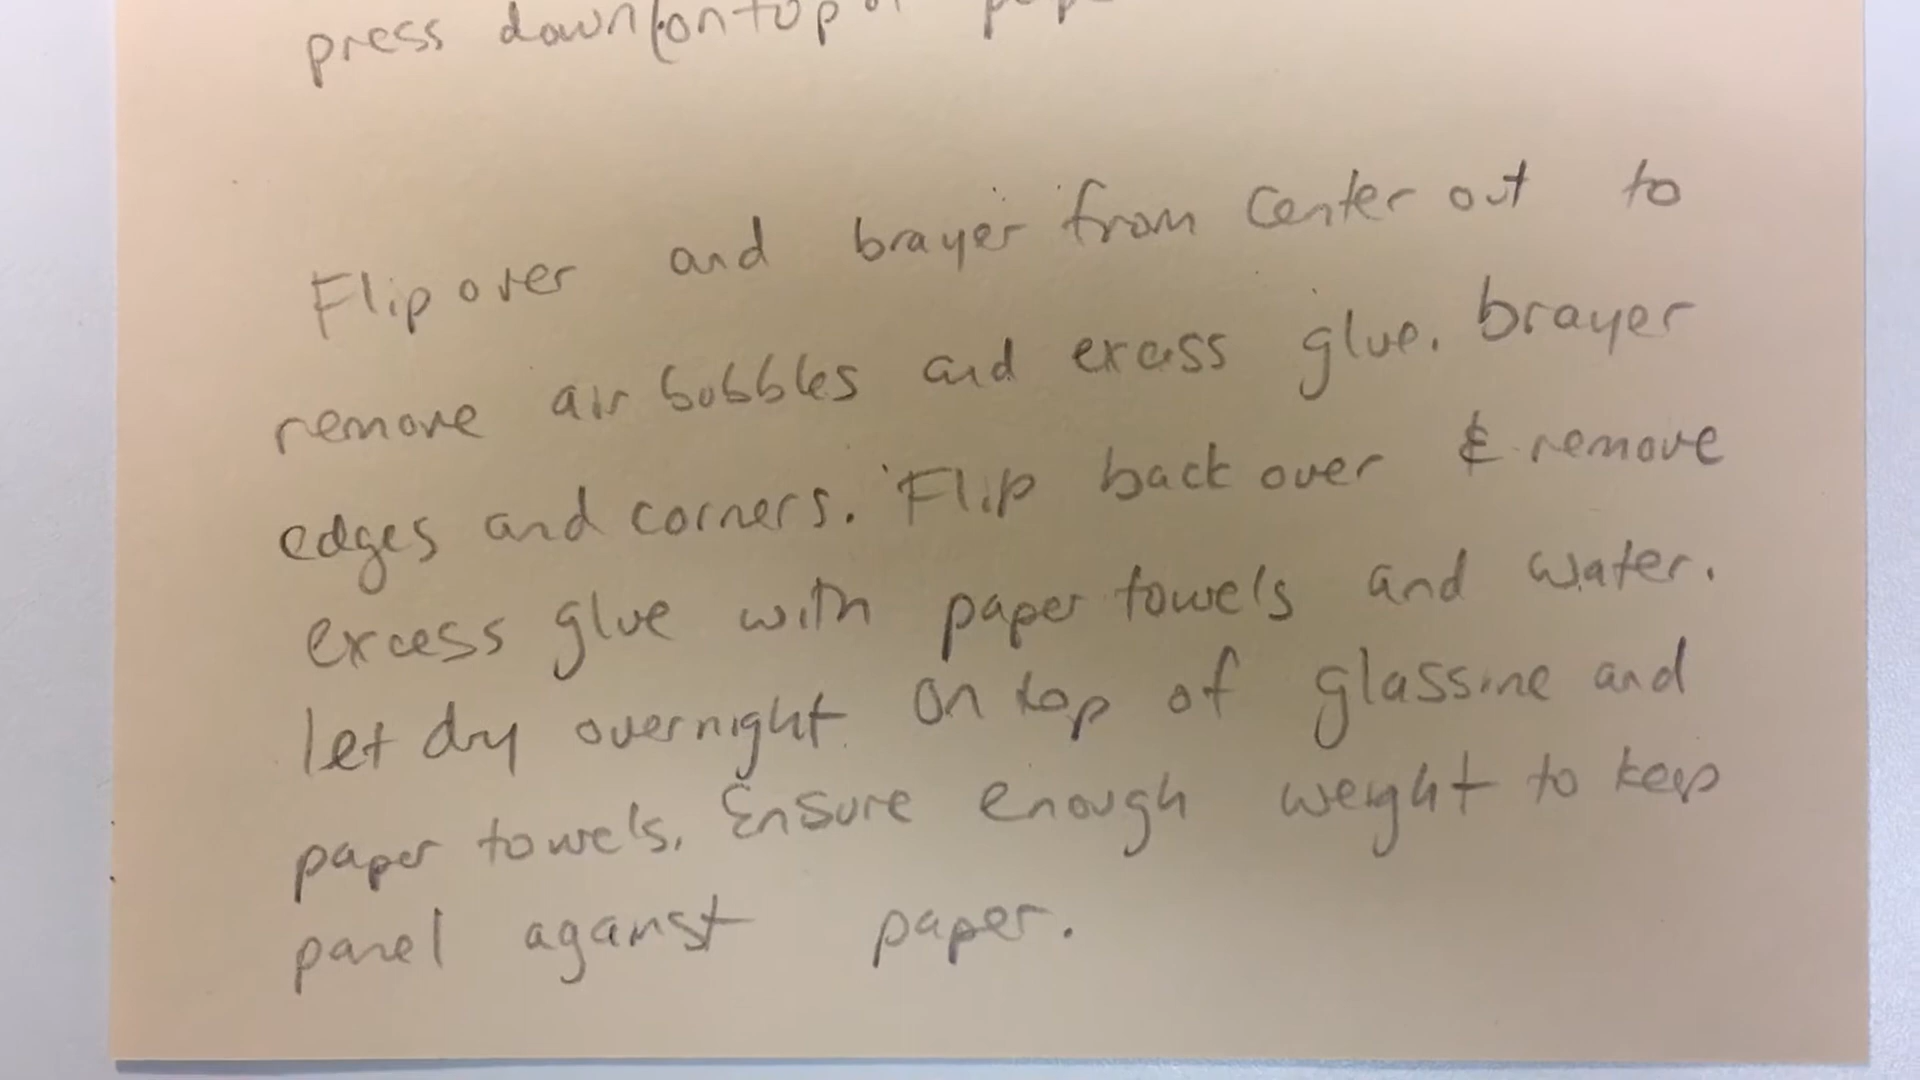 press down (on top of
Flip over and brayer from center out to
remove air bubbles and excess glue. brayer
edges and corners. Flip back over & remove
excess glue with paper towels and water.
let dry overnight on top of glassine and
paper towels. Ensure enough weight to keep
panel against paper.